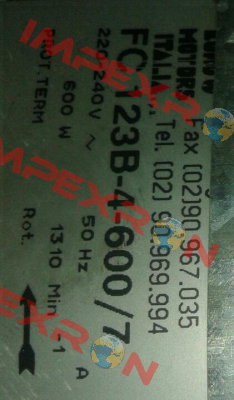 MOTORS
ITALIA
Fax (02)90.967.035
Tel. (02) 90.969.994
FC 123B-4-600/7
220-240V ~ 50 Hz A
600 W 1310 Min -1
PROT. TERM Rot.
IMPEXRON
IMPEXRON
IMPEXRON